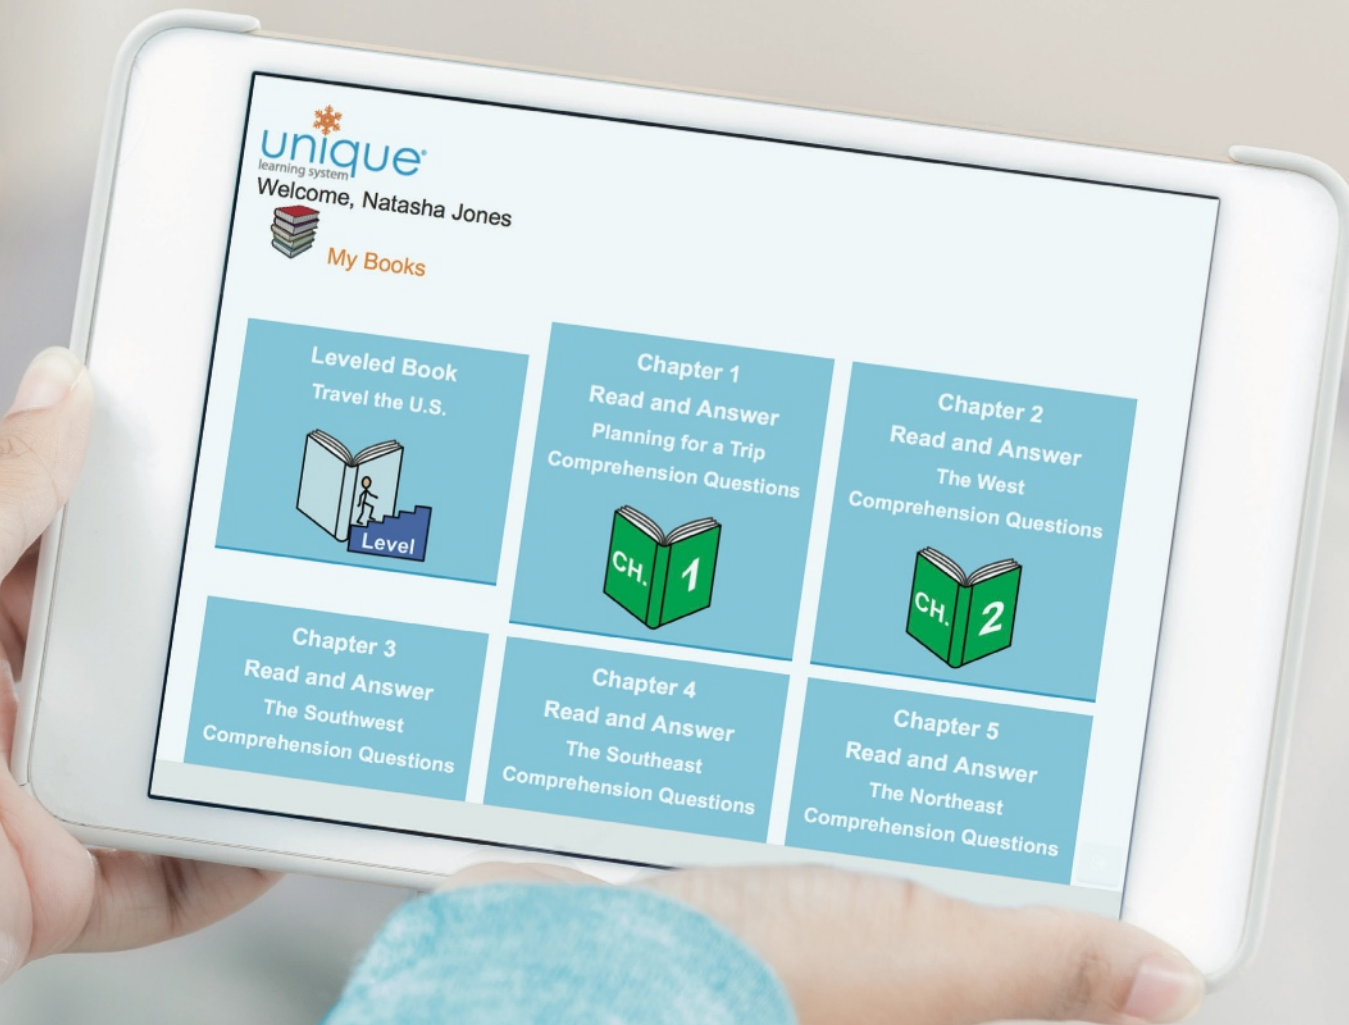 unique®
learning system
Welcome, Natasha Jones
My Books
Leveled Book
Travel the U.S.
Level
Chapter 1
Read and Answer
Planning for a Trip
Comprehension Questions
CH. 1
Chapter 2
Read and Answer
The West
Comprehension Questions
CH. 2
Chapter 3
Read and Answer
The Southwest
Comprehension Questions
Chapter 4
Read and Answer
The Southeast
Comprehension Questions
Chapter 5
Read and Answer
The Northeast
Comprehension Questions